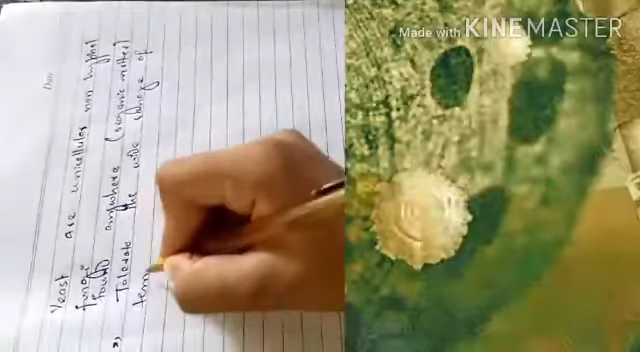 Yeast are unicellular non hyphal
fungi
Found anywhere (organic matter)
2) Tolerate the wide range of
tem
Made with KINEMASTER